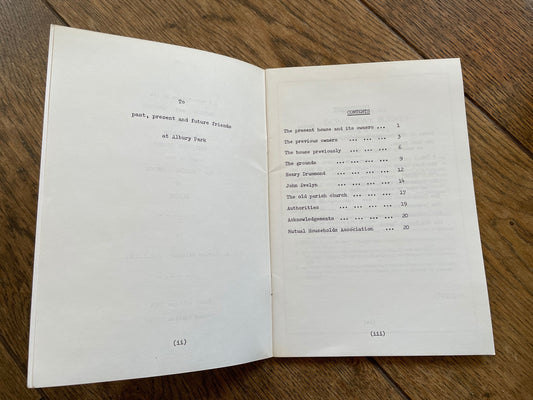 To
past, present and future friends
at Albury Park
(ii)
CONTENTS
The present house and its owners ... 1
The previous owners ... ... ... 3
The house previously ... ... ... 6
The grounds ... ... ... ... 9
Henry Drummond ... ... ... ... 12
John Evelyn ... ... ... ... 14
The old parish church ... ... ... 17
Authorities ... ... ... ... 19
Acknowledgements ... ... ... ... 20
Mutual Households Association ... 20
(iii)